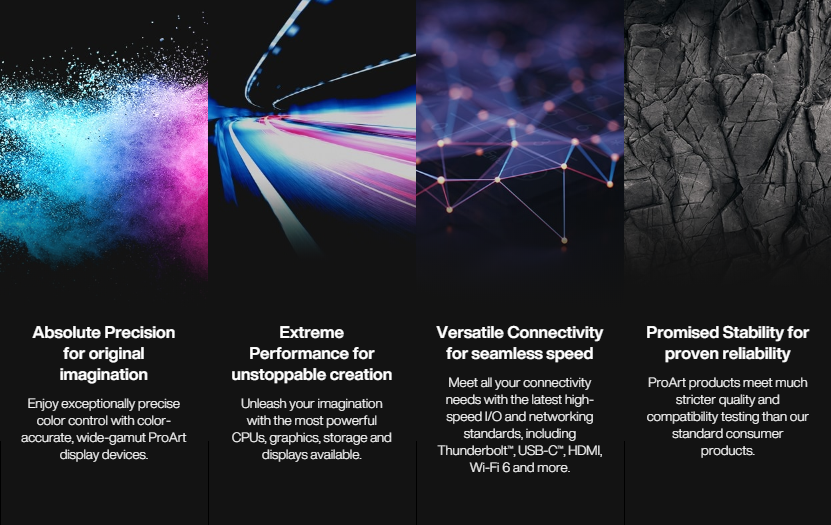 Absolute Precision
for original
imagination
Enjoy exceptionally precise
color control with color-
accurate, wide-gamut ProArt
display devices.
Extreme
Performance for
unstoppable creation
Unleash your imagination
with the most powerful
CPUs, graphics, storage and
displays available.
Versatile Connectivity
for seamless speed
Meet all your connectivity
needs with the latest high-
speed I/O and networking
standards, including
Thunderbolt™, USB-C™, HDMI,
Wi-Fi 6 and more.
Promised Stability for
proven reliability
ProArt products meet much
stricter quality and
compatibility testing than our
standard consumer
products.